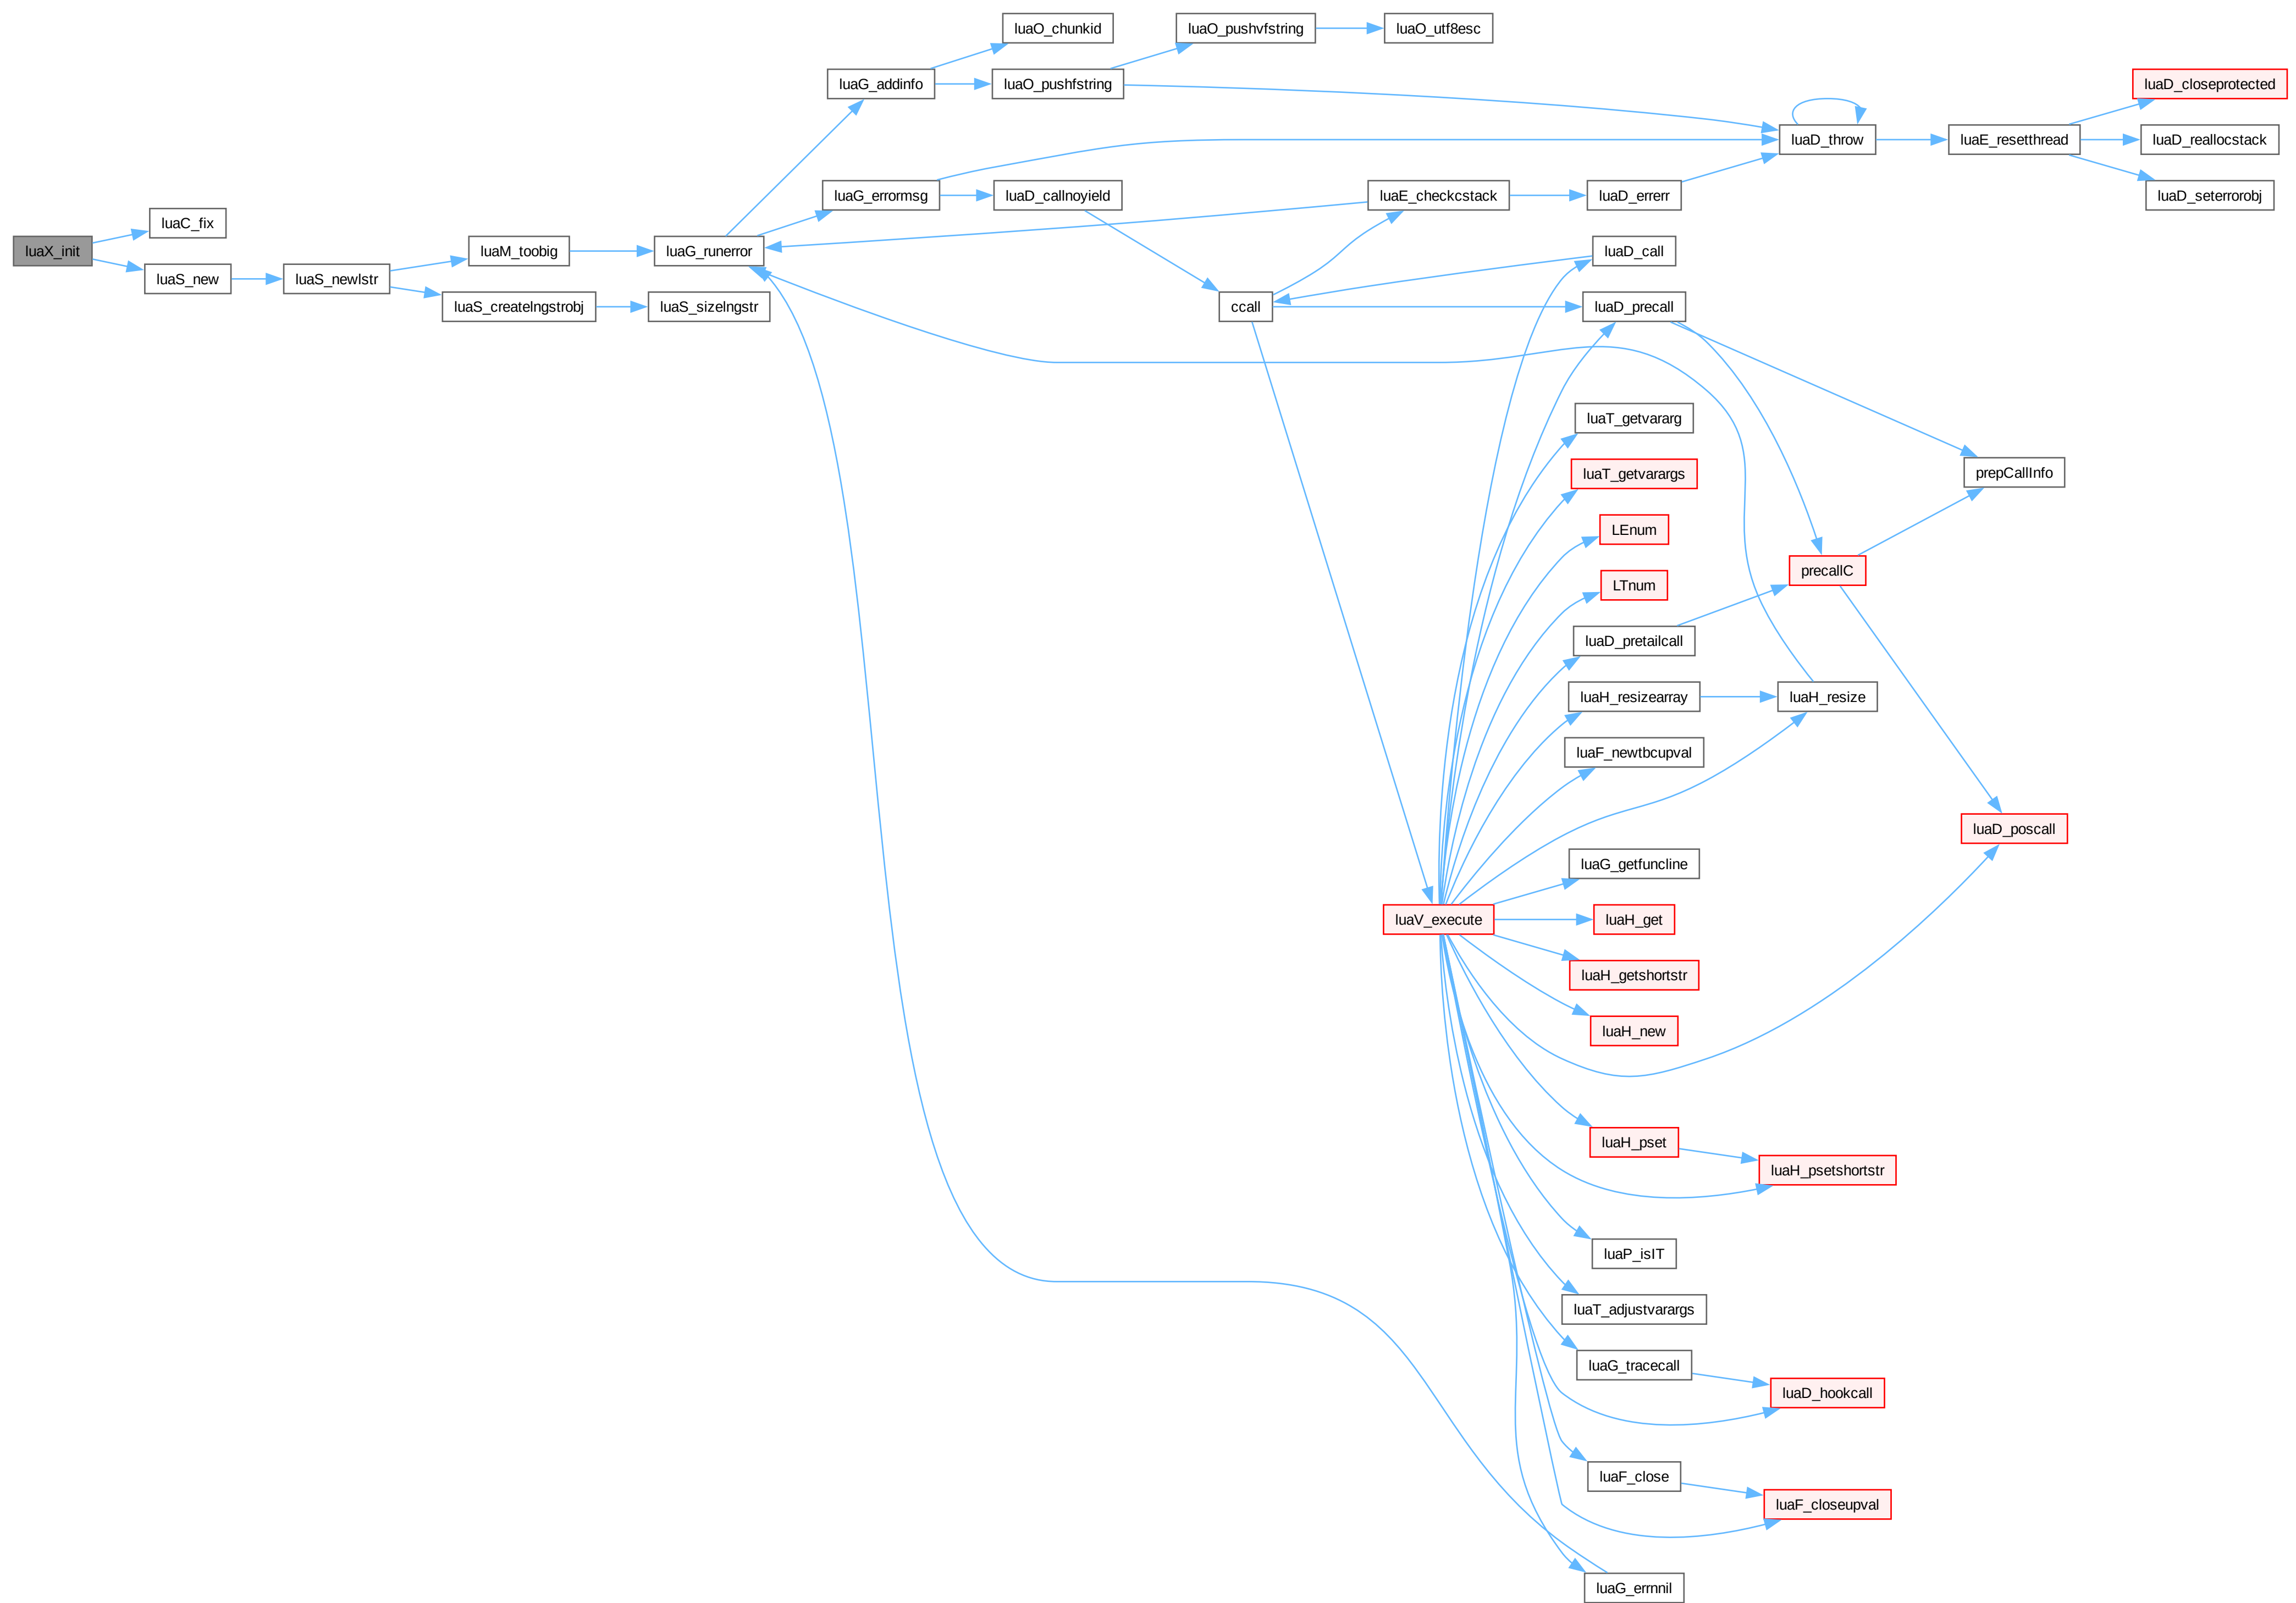 luaO_chunkid
luaO_pushvfstring
luaO_utf8esc
luaG_addinfo
luaO_pushfstring
luaD_closeprotected
luaD_throw
luaE_resetthread
luaD_reallocstack
luaG_errormsg
luaD_callnoyield
luaE_checkcstack
luaD_errerr
luaD_seterrorobj
luaC_fix
luaX_init
luaM_toobig
luaG_runerror
luaD_call
luaS_new
luaS_newlstr
luaS_createlngstrobj
luaS_sizelngstr
ccall
luaD_precall
luaT_getvararg
luaT_getvarargs
prepCallInfo
LEnum
precallC
LTnum
luaD_pretailcall
luaH_resizearray
luaH_resize
luaF_newtbcupval
luaD_poscall
luaG_getfuncline
luaV_execute
luaH_get
luaH_getshortstr
luaH_new
luaH_pset
luaH_psetshortstr
luaP_isIT
luaT_adjustvarargs
luaG_tracecall
luaD_hookcall
luaF_close
luaF_closeupval
luaG_errnnil